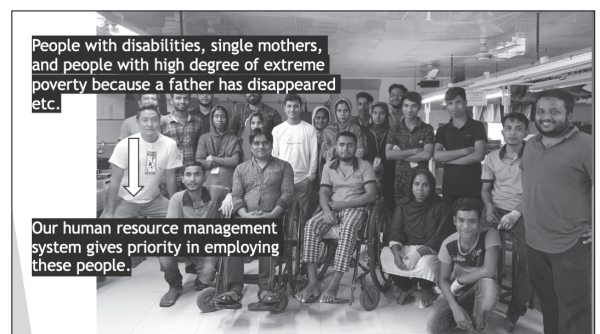 People with disabilities, single mothers,
and people with high degree of extreme
poverty because a father has disappeared
etc.
Our human resource management
system gives priority in employing
these people.